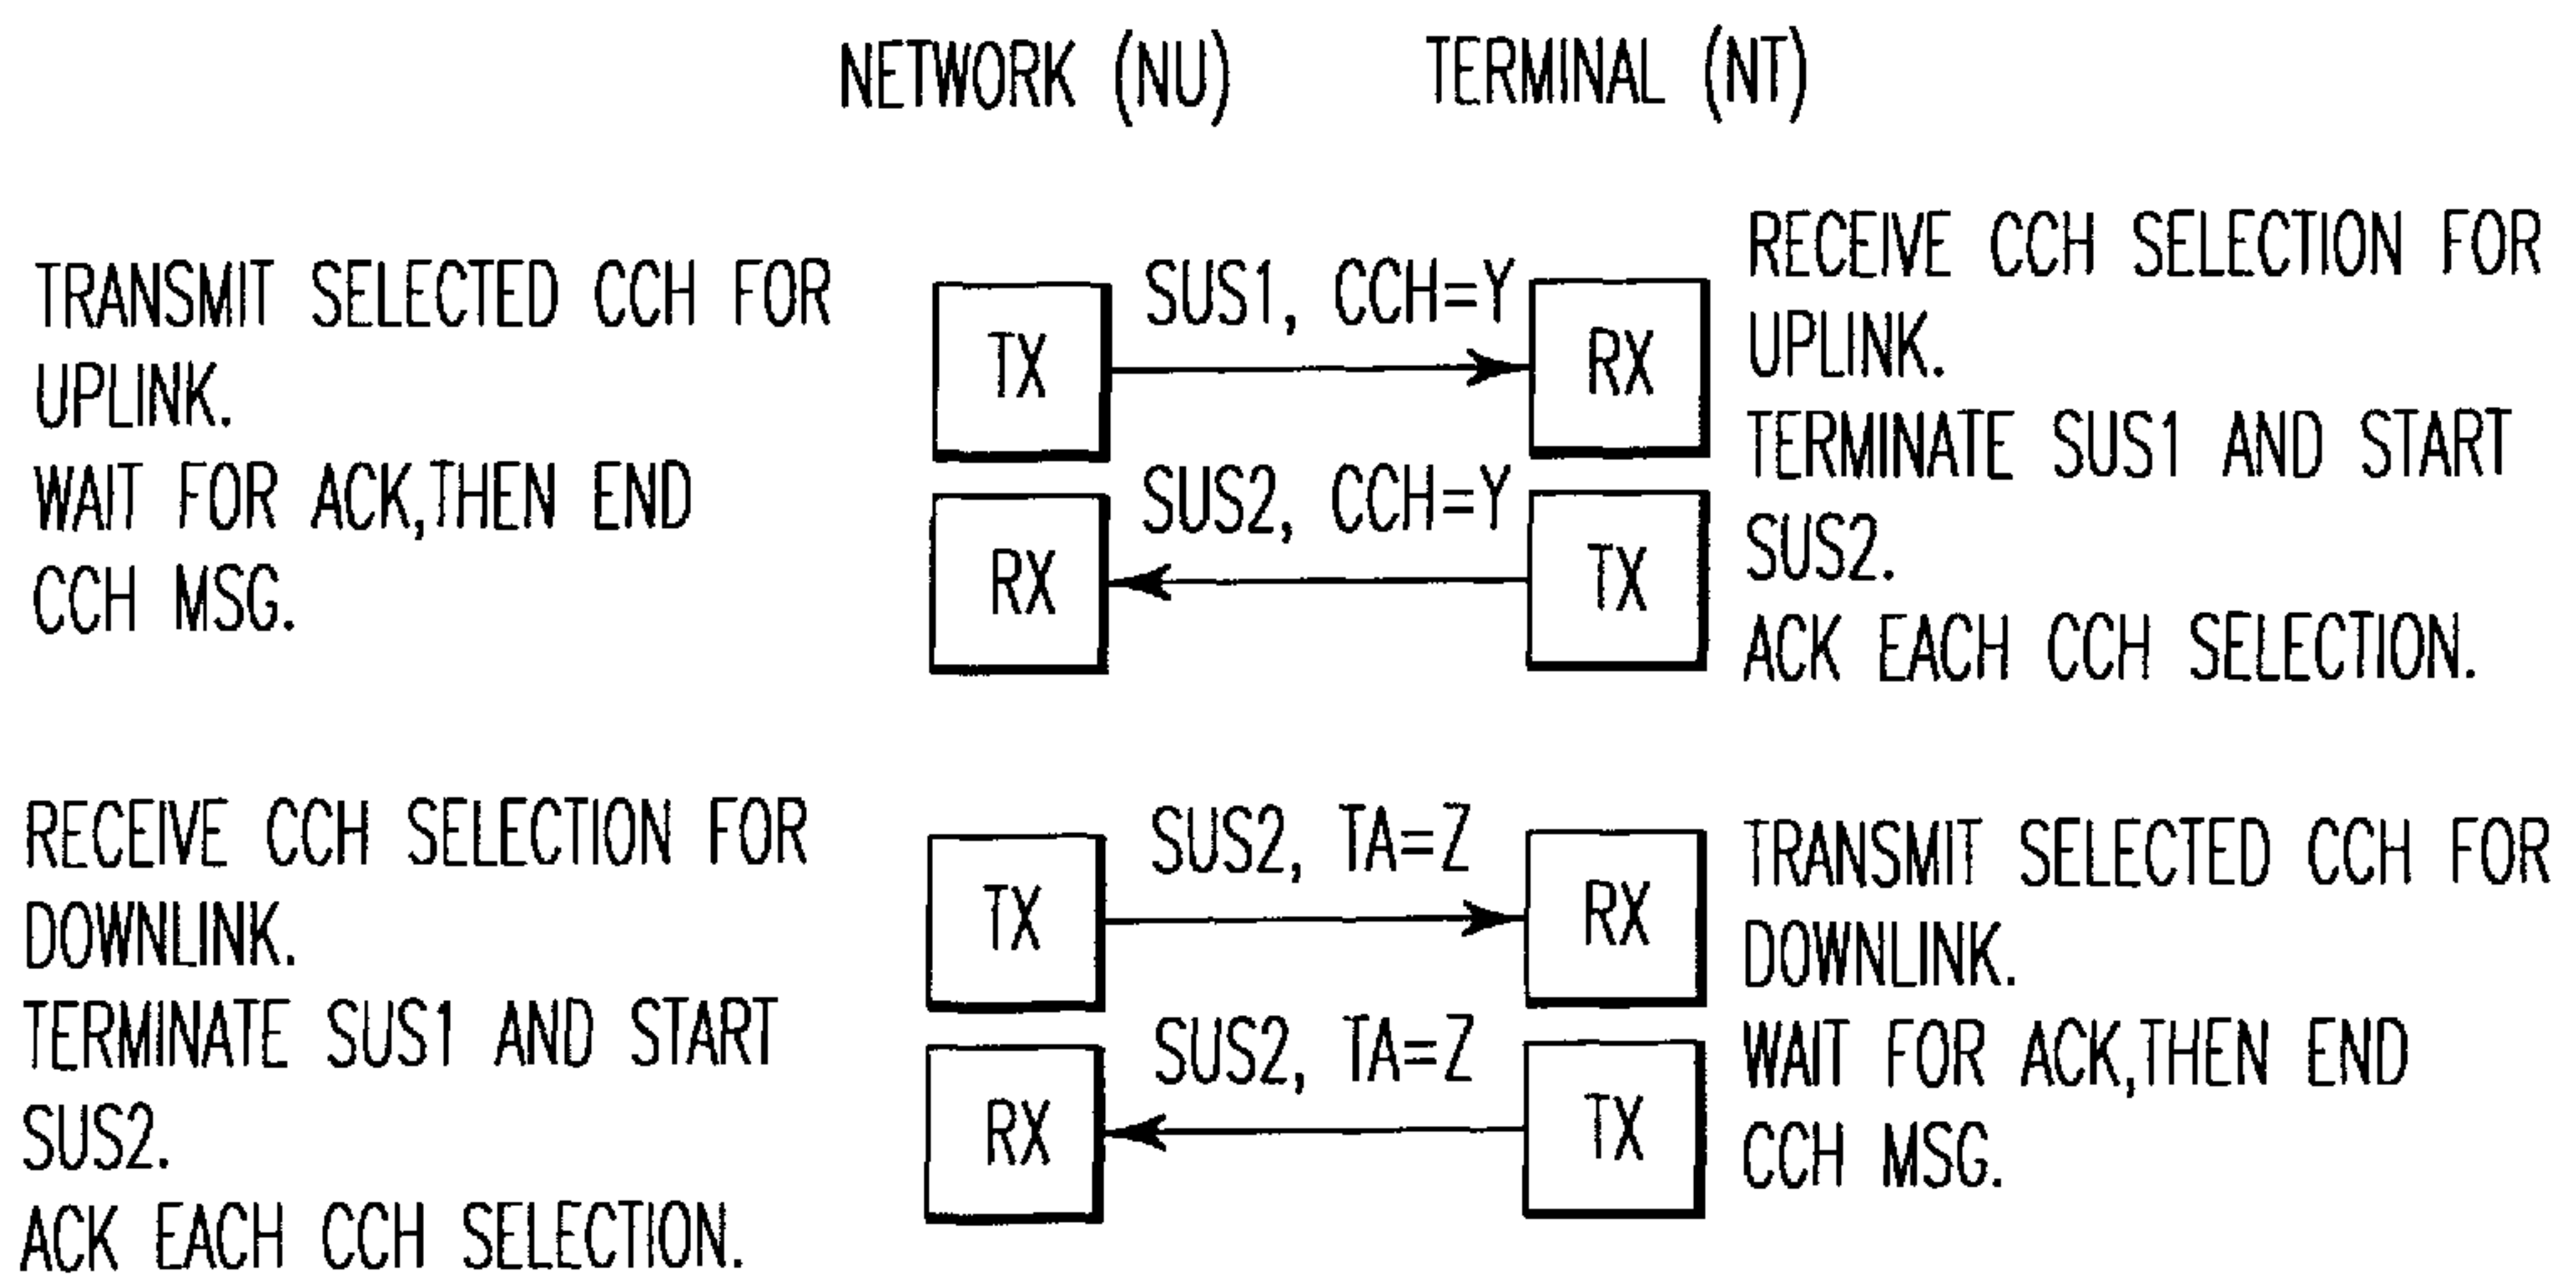 NETWORK (NU)
TERMINAL (NT)
TRANSMIT SELECTED CCH FOR
UPLINK.
WAIT FOR ACK,THEN END
CCH MSG.
TX
SUS1, CCH=Y
RX
RX
SUS2, CCH=Y
TX
RECEIVE CCH SELECTION FOR
UPLINK.
TERMINATE SUS1 AND START
SUS2.
ACK EACH CCH SELECTION.
RECEIVE CCH SELECTION FOR
DOWNLINK.
TERMINATE SUS1 AND START
SUS2.
ACK EACH CCH SELECTION.
TX
SUS2, TA=Z
RX
RX
SUS2, TA=Z
TX
TRANSMIT SELECTED CCH FOR
DOWNLINK.
WAIT FOR ACK,THEN END
CCH MSG.